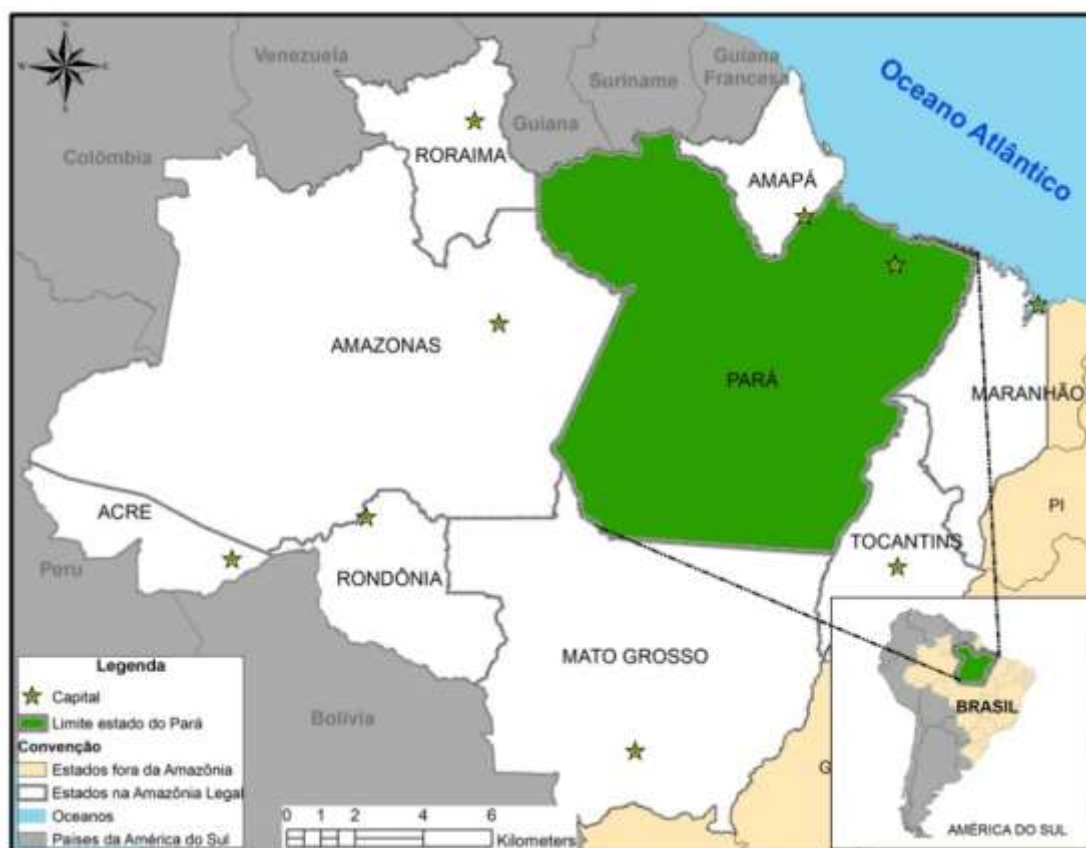 Oceano Atlântico
Venezuela
Suriname
Guiana
Francesa
Guiana
Colômbia
RORAIMA
AMAPÁ
AMAZONAS
PARÁ
MARANHÃO
PI
ACRE
Peru
RONDÔNIA
TOCANTINS
MATO GROSSO
Bolívia
G
Legenda
Capital
Limite estado do Pará
Convenção
Estados fora da Amazônia
Estados na Amazônia Legal
Oceanos
Países da América do Sul
0 1 2 4 6
Kilometers
BRASIL
AMÉRICA DO SUL